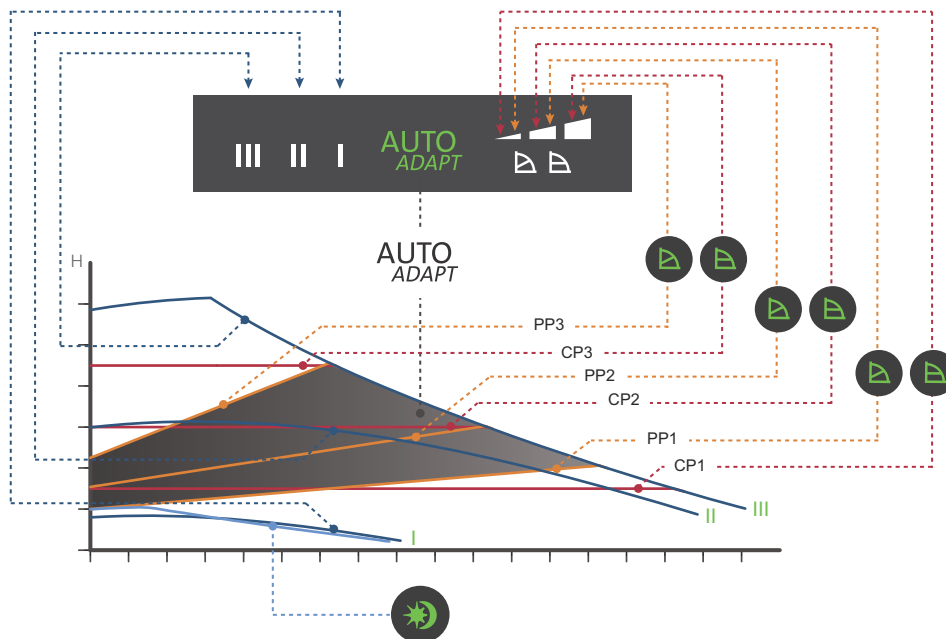 AUTO
ADAPT
III II I
AUTO
ADAPT
H
PP3
CP3
PP2
CP2
PP1
CP1
III
II
I